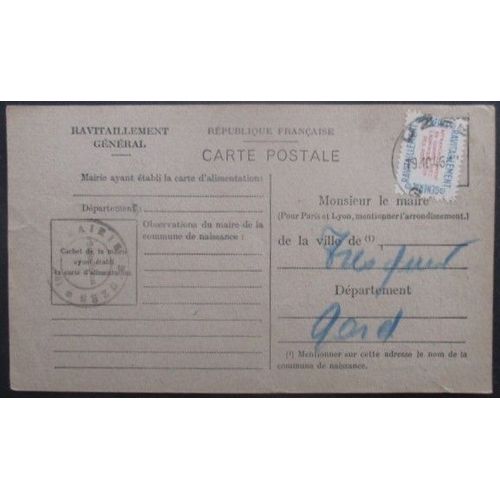 RAVITAILLEMENT
GÉNÉRAL
RÉPUBLIQUE FRANÇAISE
CARTE POSTALE
Mairie ayant établi la carte d'alimentation:
Département:
Observations du maire de la
commune de naissance :
Cachet de la mairie
ayant établi
la carte d'alimentation
RAVITAILLEMENT
Monsieur le maire
(Pour Paris et Lyon, mentionner l'arrondissement.)
de la ville de (1)
Département
Gard
(1) Mentionner sur cette adresse le nom de la
commune de naissance.